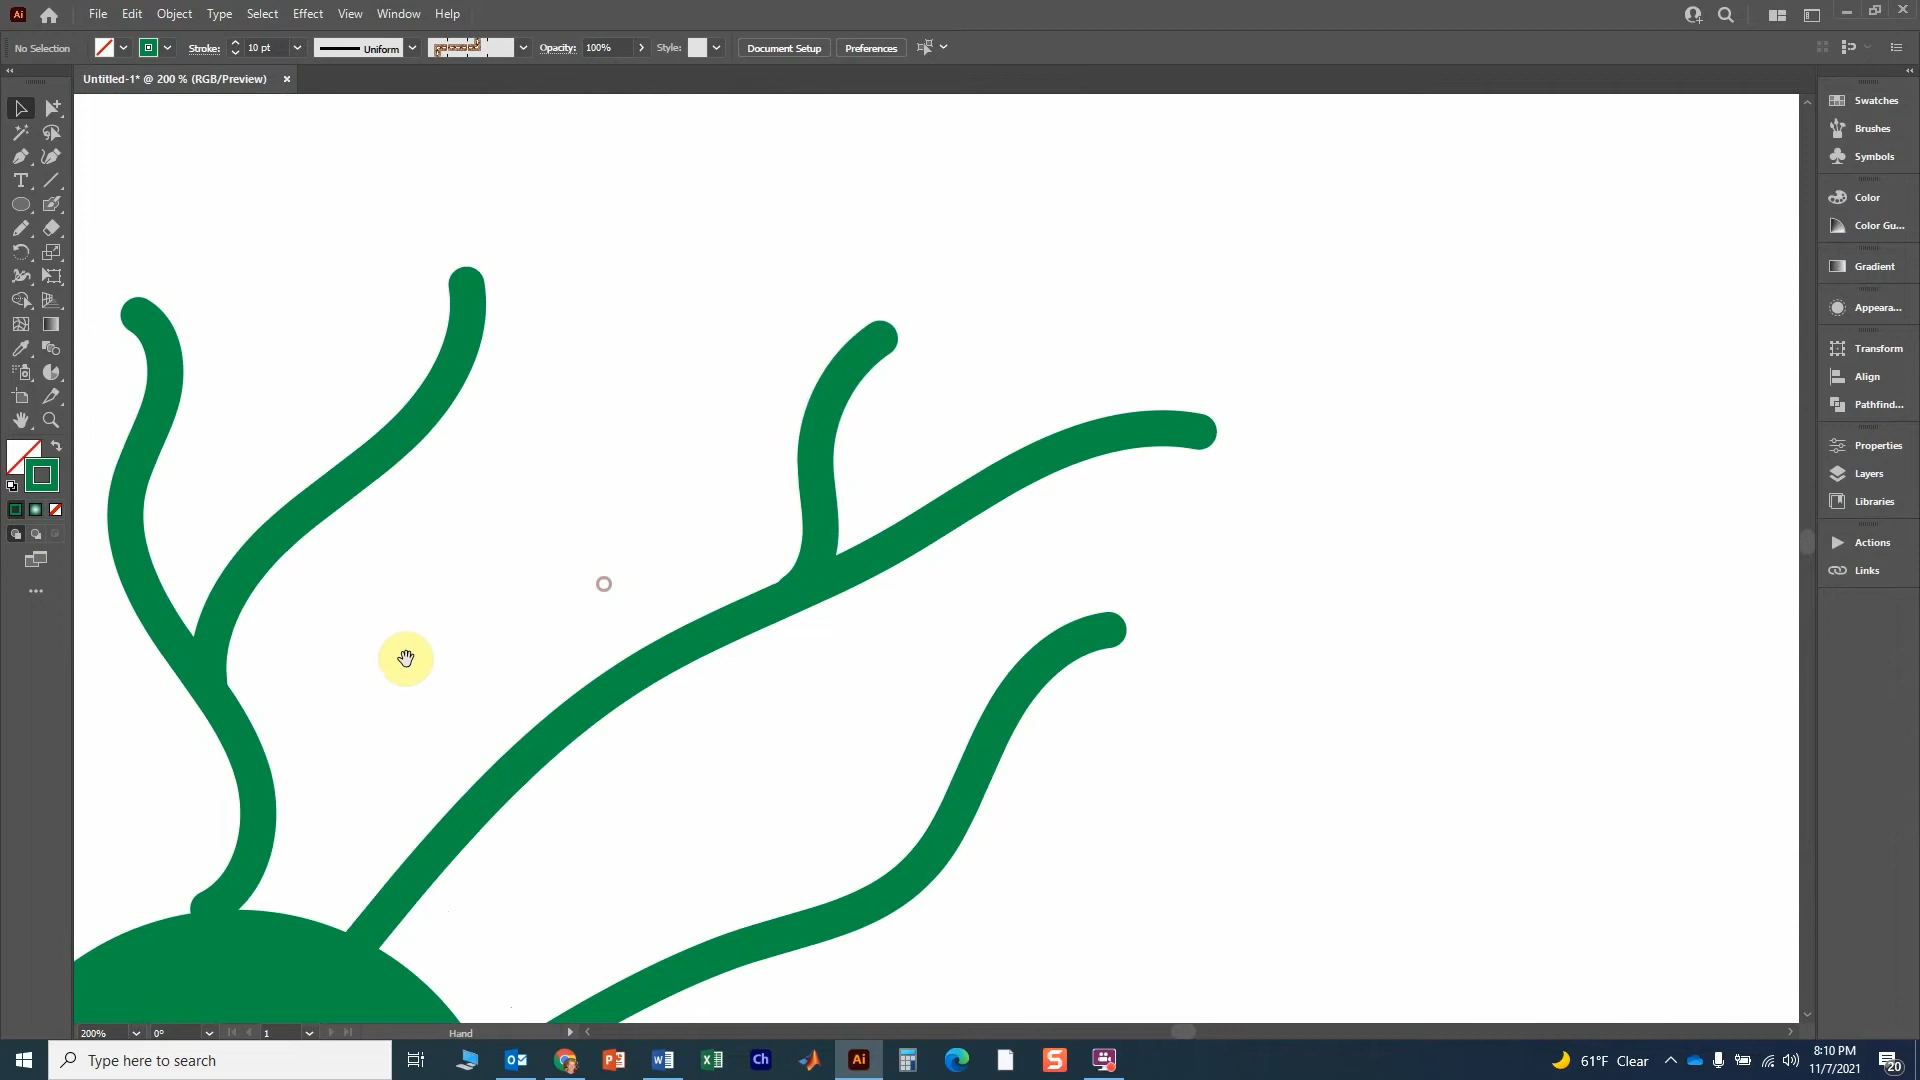 Ai File Edit Object Type Select Effect View Window Help
No Selection Stroke: 10 pt Uniform Opacity: 100% Style: Document Setup Preferences
Untitled-1* @ 200 % (RGB/Preview) ×
Swatches
Brushes
Symbols
Color
Color Gu...
Gradient
Appeara...
Transform
Align
Pathfind...
Properties
Layers
Libraries
Actions
Links
200% 0° 1 Hand
Type here to search
Ch
Ai
61°F Clear
8:10 PM
11/7/2021
20